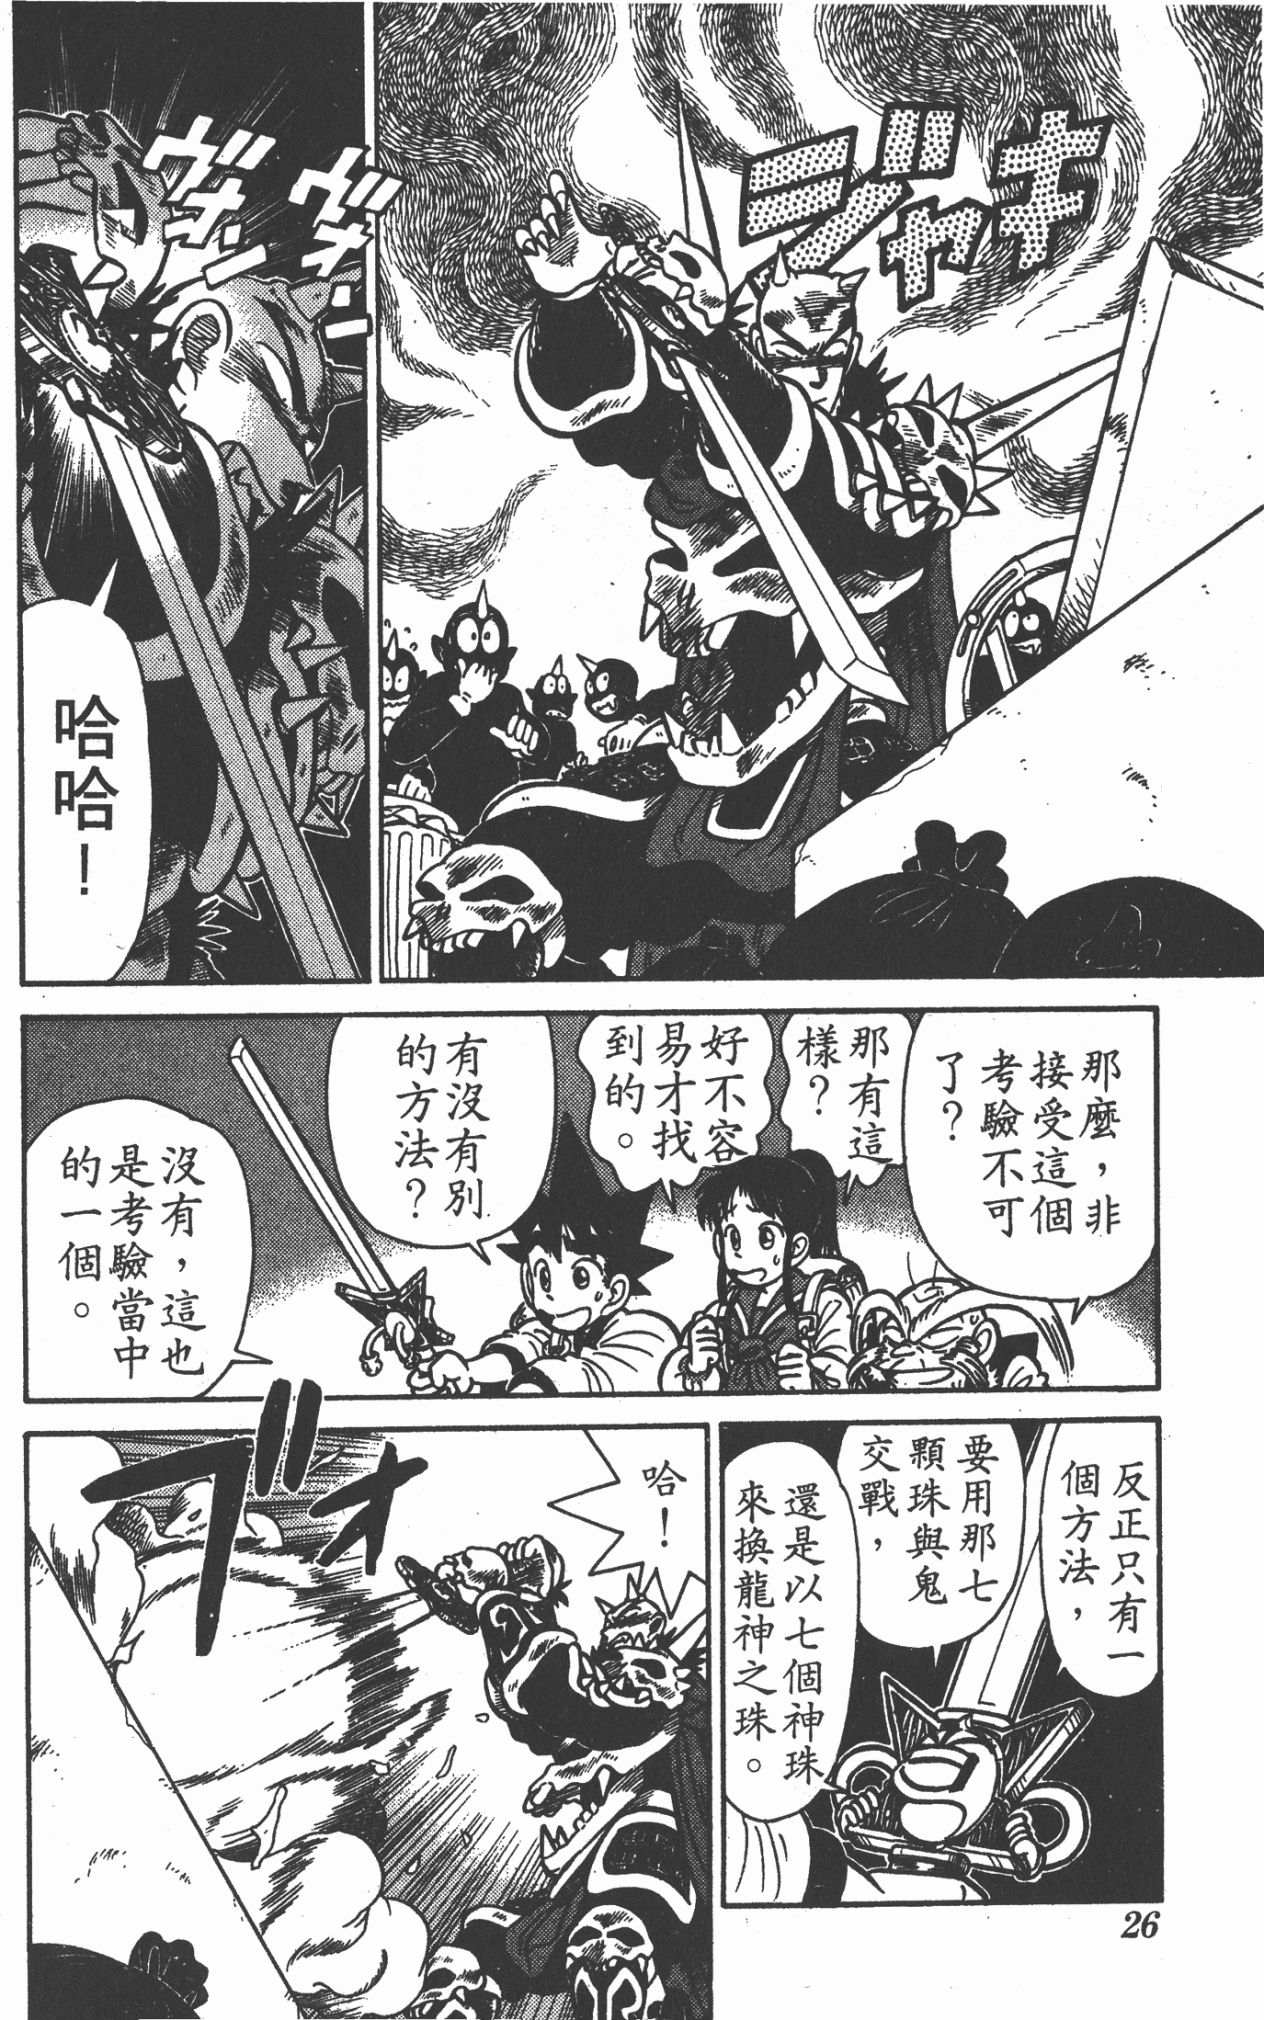 ジャキ
ヴォン
ヴォン
哈
哈
！
那麼，非
接受這個
考驗不可
了？
那有這
樣？
好不容
易才找
到的。
有沒有別
的方法？
沒有，這也
是考驗當中
的一個。
反正只有一
個方法，
要用那七
顆珠與鬼
交戰，
還是以七個神珠
來換龍神之珠。
哈！
ブオ
26